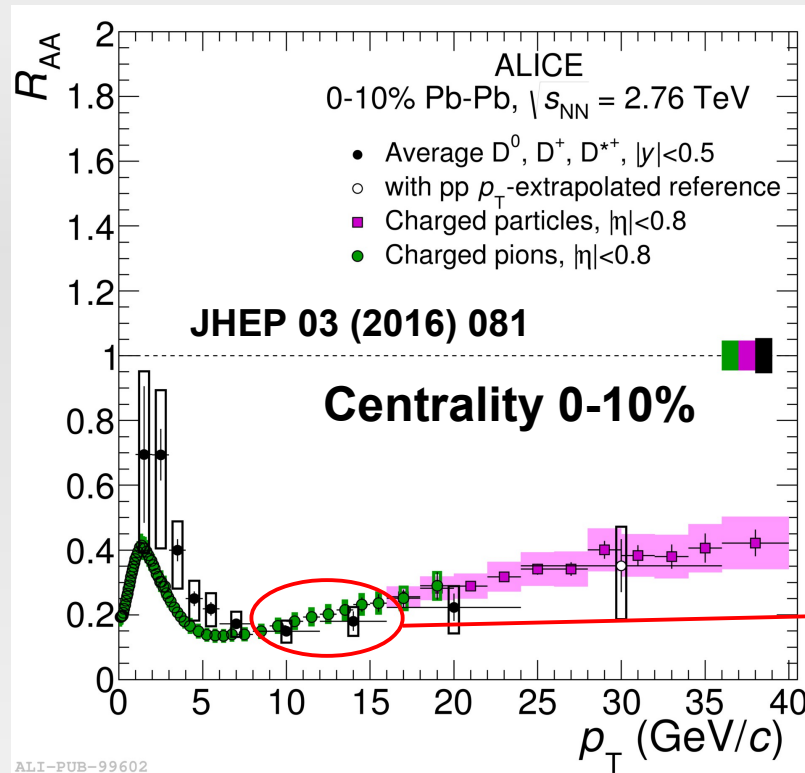 R_AA
2
1.8
1.6
1.4
1.2
1
0.8
0.6
0.4
0.2
0
ALICE
0-10% Pb-Pb, √s_NN = 2.76 TeV
Average D⁰, D⁺, D*⁺, |y|<0.5
with pp p_T-extrapolated reference
Charged particles, |η|<0.8
Charged pions, |η|<0.8
JHEP 03 (2016) 081
Centrality 0-10%
0 5 10 15 20 25 30 35 40
p_T (GeV/c)
ALI-PUB-99602